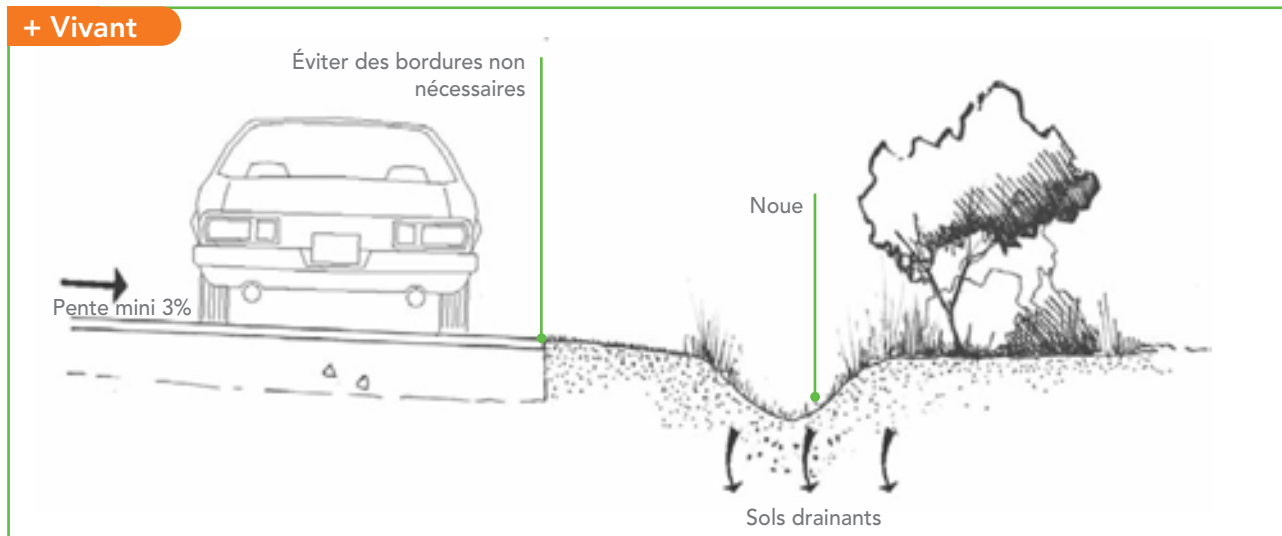 + Vivant
Éviter des bordures non
nécessaires
Noue
Pente mini 3%
Sols drainants